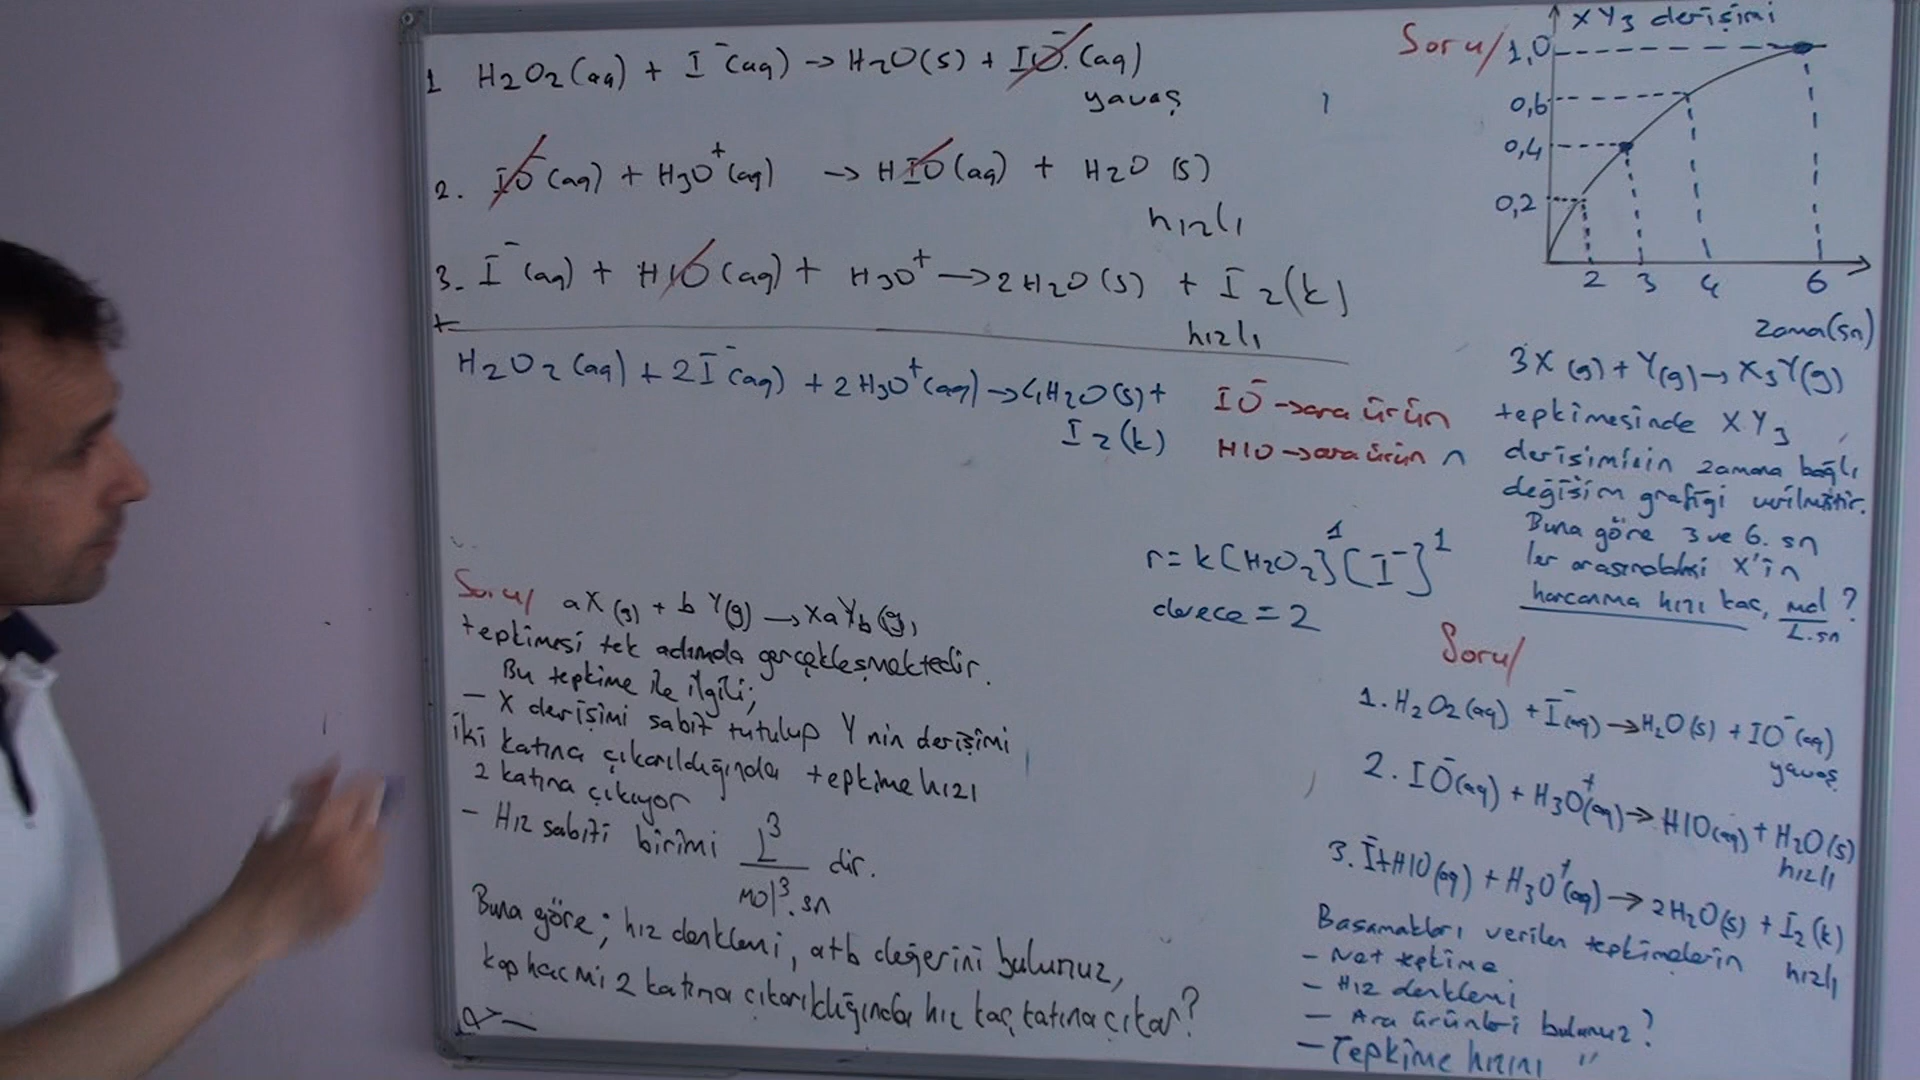 1 H2O2(aq) + I⁻(aq) -> H2O(s) + IO⁻(aq)
yavaş
2. IO⁻(aq) + H3O⁺(aq) -> HIO(aq) + H2O(s)
hızlı
3. I⁻(aq) + HIO(aq) + H3O⁺ -> 2H2O(s) + I2(k)
hızlı
+
H2O2(aq) + 2I⁻(aq) + 2H3O⁺(aq) -> 4H2O(s) +
I2(k)
IO⁻ -> ara ürün
HIO -> ara ürün
r = k[H2O2]¹[I⁻]¹
derece = 2
Soru/ aX(g) + bY(g) -> XaYb(g)
tepkimesi tek adımda gerçekleşmektedir.
Bu tepkime ile ilgili;
- X derişimi sabit tutulup Y nin derişimi
iki katına çıkarıldığında tepkime hızı
2 katına çıkıyor
- Hız sabiti birimi L³/mol³.sn dir.
Buna göre; hız denklemi, a+b değerini bulunuz,
kap hacmi 2 katına çıkarıldığında hız kaç katına çıkar?
Soru/
XY3 derişimi
1,0
0,6
0,4
0,2
2 3 4 6
zama(sn)
3X(g) + Y(g) -> X3Y(g)
tepkimesinde XY3
derişiminin zamana bağlı
değişim grafiği verilmiştir.
Buna göre 3 ve 6. sn
ler arasındaki X'in
harcanma hızı kaç, mol/L.sn ?
Soru/
1. H2O2(aq) + I⁻(aq) -> H2O(s) + IO⁻(aq)
yavaş
2. IO⁻(aq) + H3O⁺(aq) -> HIO(aq) + H2O(s)
hızlı
3. I⁻ + HIO(aq) + H3O⁺(aq) -> 2H2O(s) + I2(k)
hızlı
Basamakları verilen tepkimelerin
- Net tepkime
- Hız denklemi
- Ara ürünleri bulunuz?
- Tepkime hızını "